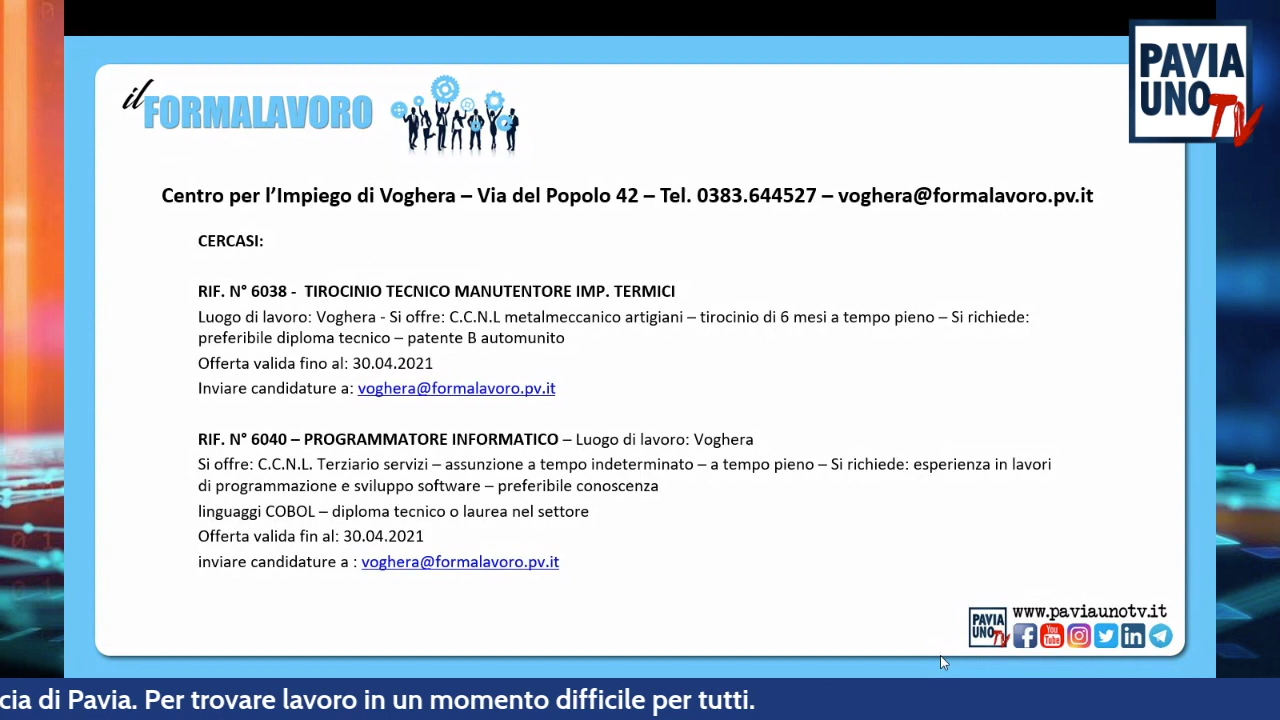 il
FORMALAVORO
PAVIA
UNO TV
Centro per l’Impiego di Voghera – Via del Popolo 42 – Tel. 0383.644527 – voghera@formalavoro.pv.it
CERCASI:
RIF. N° 6038 - TIROCINIO TECNICO MANUTENTORE IMP. TERMICI
Luogo di lavoro: Voghera - Si offre: C.C.N.L metalmeccanico artigiani – tirocinio di 6 mesi a tempo pieno – Si richiede:
preferibile diploma tecnico – patente B automunito
Offerta valida fino al: 30.04.2021
Inviare candidature a: voghera@formalavoro.pv.it
RIF. N° 6040 – PROGRAMMATORE INFORMATICO – Luogo di lavoro: Voghera
Si offre: C.C.N.L. Terziario servizi – assunzione a tempo indeterminato – a tempo pieno – Si richiede: esperienza in lavori
di programmazione e sviluppo software – preferibile conoscenza
linguaggi COBOL – diploma tecnico o laurea nel settore
Offerta valida fin al: 30.04.2021
inviare candidature a : voghera@formalavoro.pv.it
www.paviaunotv.it
PAVIA
UNO TV
You Tube
cia di Pavia. Per trovare lavoro in un momento difficile per tutti.